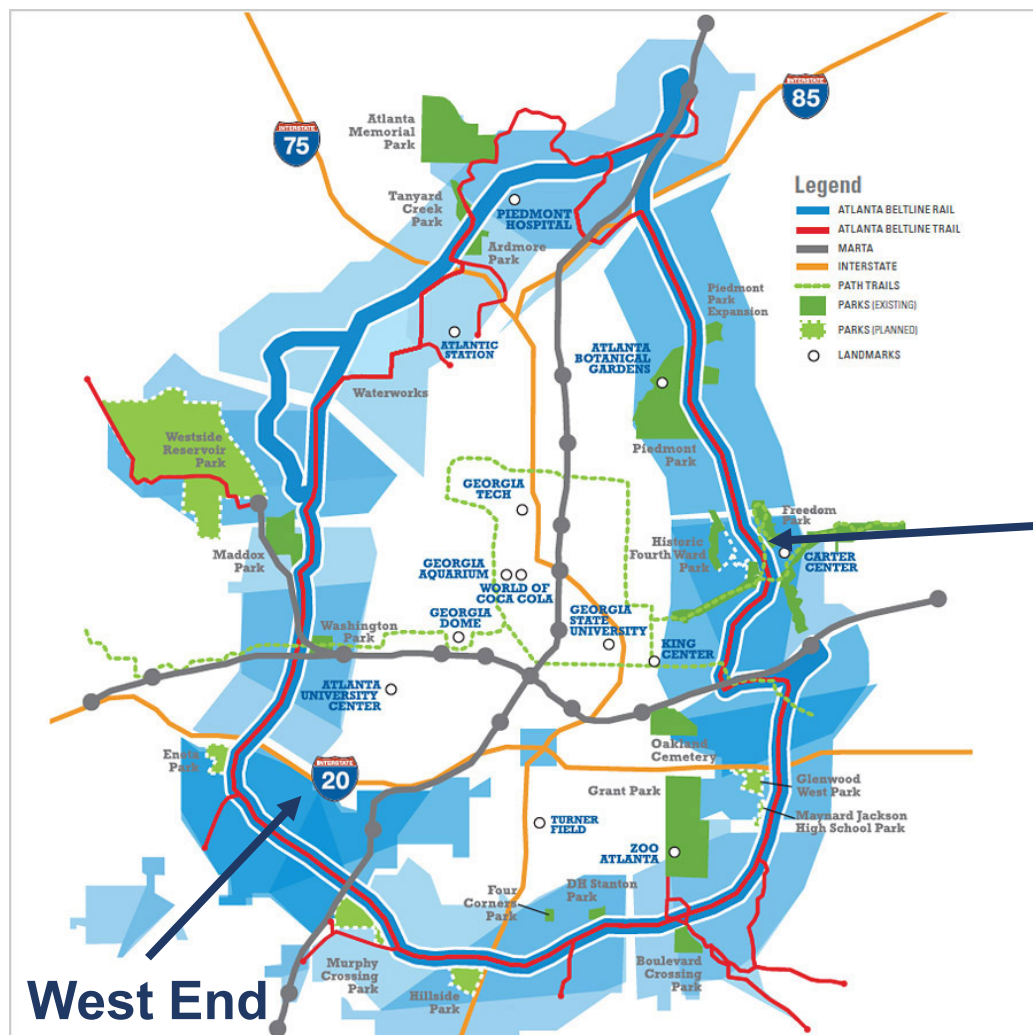 INTERSTATE
85
INTERSTATE
75
Atlanta
Memorial
Park
Tanyard
Creek
Park
PIEDMONT
HOSPITAL
Ardmore
Park
Legend
ATLANTA BELTLINE RAIL
ATLANTA BELTLINE TRAIL
MARTA
INTERSTATE
PATH TRAILS
PARKS (EXISTING)
PARKS (PLANNED)
LANDMARKS
Piedmont
Park
Expansion
ATLANTIC
STATION
ATLANTA
BOTANICAL
GARDENS
Waterworks
Westside
Reservoir
Park
Piedmont
Park
GEORGIA
TECH
Freedom
Park
Historic
Fourth Ward
Park
CARTER
CENTER
Maddox
Park
GEORGIA
AQUARIUM
WORLD OF
COCA COLA
GEORGIA
DOME
GEORGIA
STATE
UNIVERSITY
Washington
Park
KING
CENTER
ATLANTA
UNIVERSITY
CENTER
Enota
Park
INTERSTATE
20
Oakland
Cemetery
Glenwood
West Park
Grant Park
Maynard Jackson
High School Park
TURNER
FIELD
ZOO
ATLANTA
Four
Corners
Park
DH Stanton
Park
Murphy
Crossing
Park
Hillside
Park
Boulevard
Crossing
Park
West End